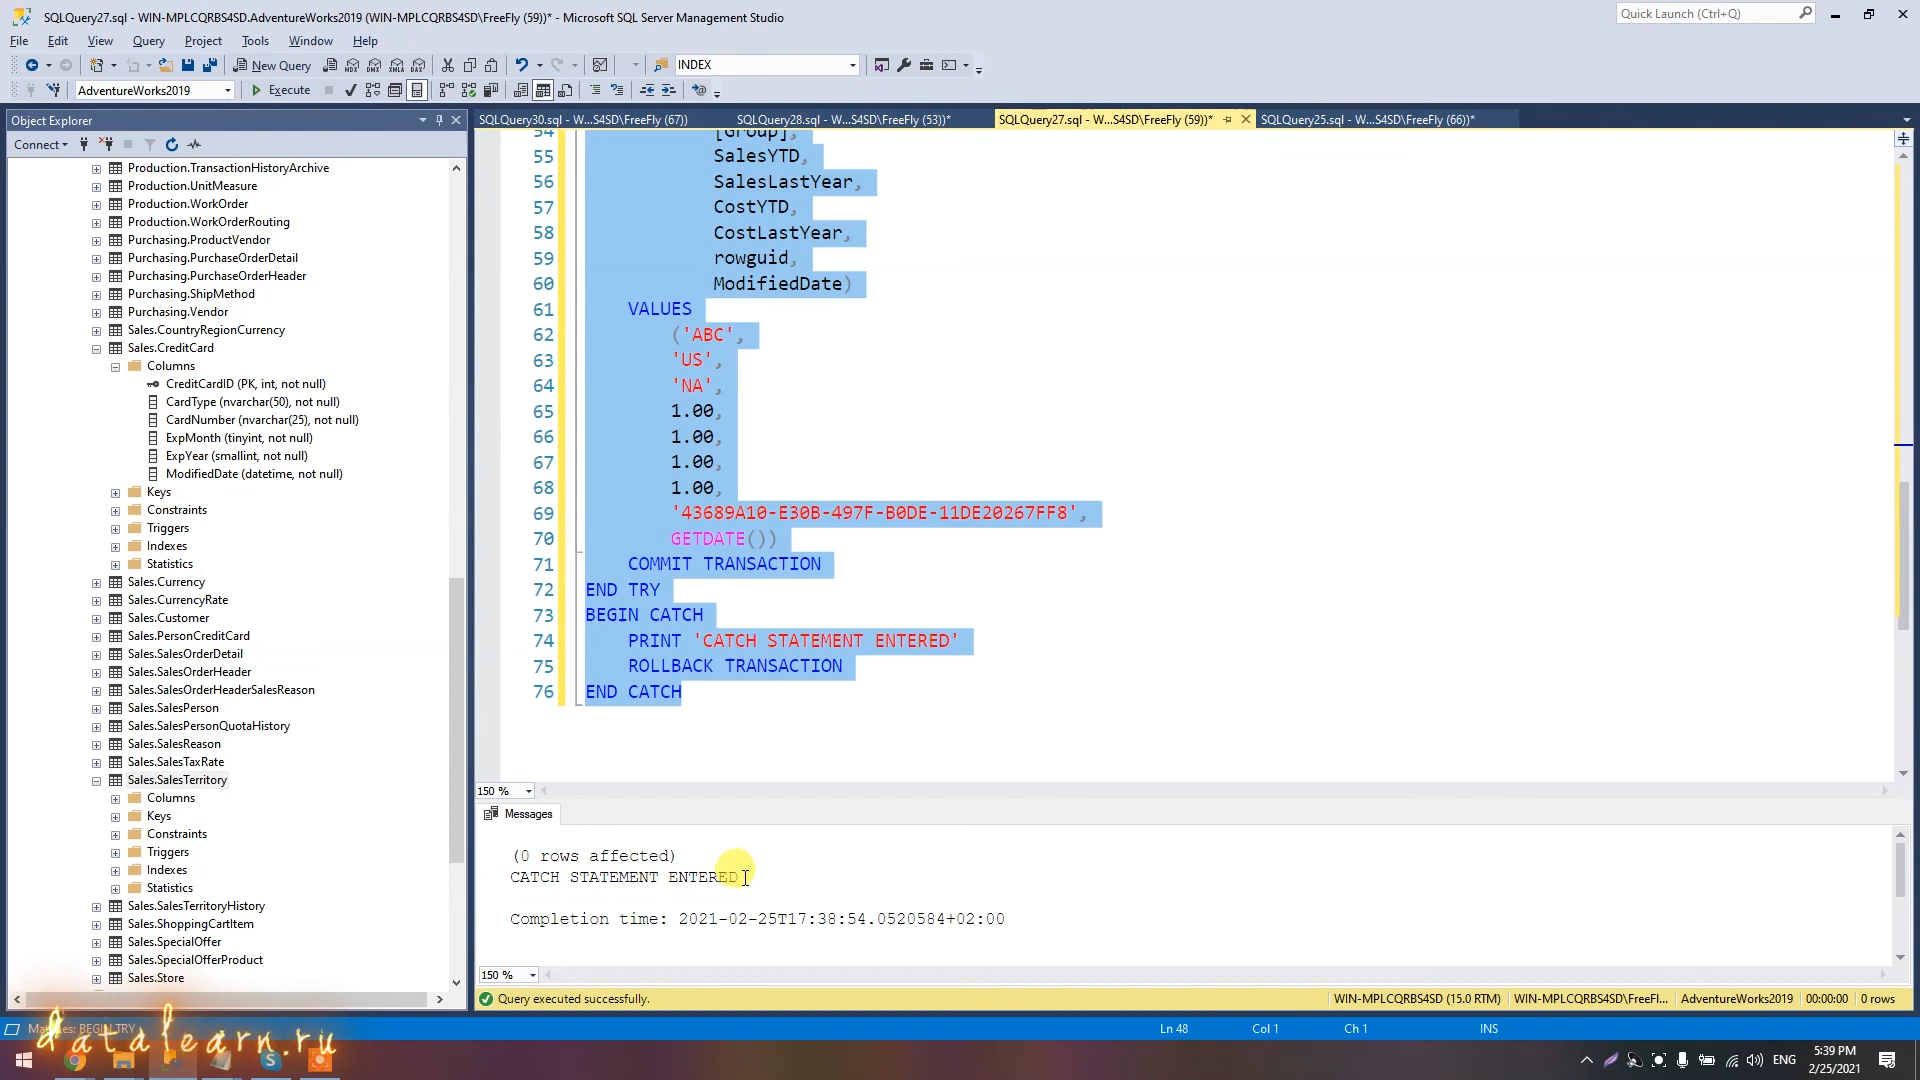 SQLQuery27.sql - WIN-MPLCQRBS4SD.AdventureWorks2019 (WIN-MPLCQRBS4SD\FreeFly (59))* - Microsoft SQL Server Management Studio
Quick Launch (Ctrl+Q)
File Edit View Query Project Tools Window Help
New Query
INDEX
AdventureWorks2019
Execute
Object Explorer
Connect
Production.TransactionHistoryArchive
Production.UnitMeasure
Production.WorkOrder
Production.WorkOrderRouting
Purchasing.ProductVendor
Purchasing.PurchaseOrderDetail
Purchasing.PurchaseOrderHeader
Purchasing.ShipMethod
Purchasing.Vendor
Sales.CountryRegionCurrency
Sales.CreditCard
Columns
CreditCardID (PK, int, not null)
CardType (nvarchar(50), not null)
CardNumber (nvarchar(25), not null)
ExpMonth (tinyint, not null)
ExpYear (smallint, not null)
ModifiedDate (datetime, not null)
Keys
Constraints
Triggers
Indexes
Statistics
Sales.Currency
Sales.CurrencyRate
Sales.Customer
Sales.PersonCreditCard
Sales.SalesOrderDetail
Sales.SalesOrderHeader
Sales.SalesOrderHeaderSalesReason
Sales.SalesPerson
Sales.SalesPersonQuotaHistory
Sales.SalesReason
Sales.SalesTaxRate
Sales.SalesTerritory
Columns
Keys
Constraints
Triggers
Indexes
Statistics
Sales.SalesTerritoryHistory
Sales.ShoppingCartItem
Sales.SpecialOffer
Sales.SpecialOfferProduct
Sales.Store
SQLQuery30.sql - W...S4SD\FreeFly (67)) SQLQuery28.sql - W...S4SD\FreeFly (53))* SQLQuery27.sql - W...S4SD\FreeFly (59))* SQLQuery25.sql - W...S4SD\FreeFly (66))*
54 [Group],
55 SalesYTD,
56 SalesLastYear,
57 CostYTD,
58 CostLastYear,
59 rowguid,
60 ModifiedDate)
61 VALUES
62 ('ABC',
63 'US',
64 'NA',
65 1.00,
66 1.00,
67 1.00,
68 1.00,
69 '43689A10-E30B-497F-B0DE-11DE20267FF8',
70 GETDATE())
71 COMMIT TRANSACTION
72 END TRY
73 BEGIN CATCH
74 PRINT 'CATCH STATEMENT ENTERED'
75 ROLLBACK TRANSACTION
76 END CATCH
150 %
Messages
(0 rows affected)
CATCH STATEMENT ENTERED
Completion time: 2021-02-25T17:38:54.0520584+02:00
150 %
Query executed successfully. WIN-MPLCQRBS4SD (15.0 RTM) WIN-MPLCQRBS4SD\FreeFl... AdventureWorks2019 00:00:00 0 rows
BEGIN TRY Ln 48 Col 1 Ch 1 INS
datalearn.ru
ENG
5:39 PM
2/25/2021